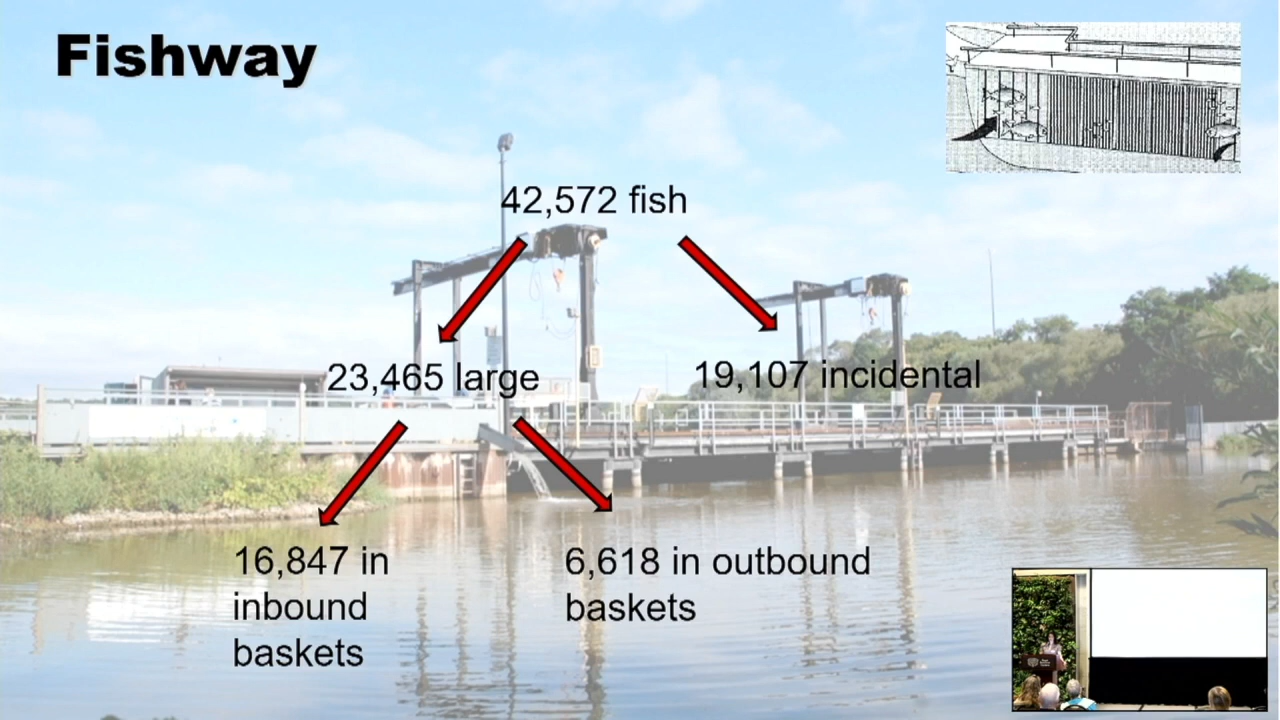 Fishway
42,572 fish
23,465 large
19,107 incidental
16,847 in
inbound
baskets
6,618 in outbound
baskets